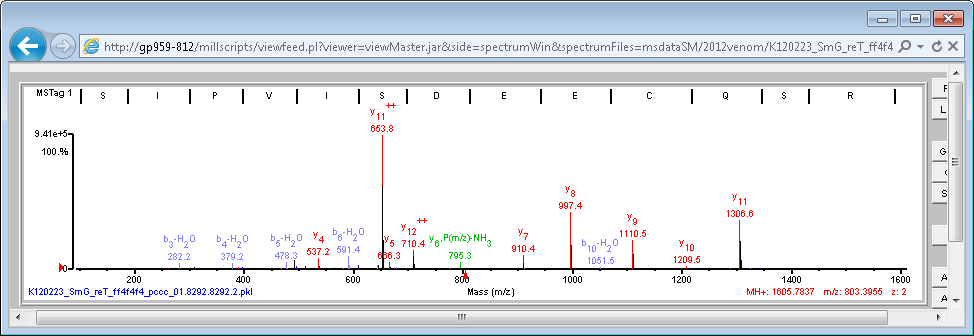 http://gp959-812/millscripts/viewfeed.pl?viewer=viewMaster.jar&side=spectrumWin&spectrumFiles=msdataSM/2012venom/K120223_SmG_reT_ff4f4
MSTag 1 S I P V I S D E E C Q S R
F
L
G
C
S
A
A
9.41e+5
100.%
0
y11 ++
653.8
y8
997.4
y11
1306.6
y9
1110.5
b3-H2O
282.2
b4-H2O
379.2
b5-H2O
478.3
y4
537.2
b6-H2O
591.4
y5
666.3
y12 ++
710.4
y6,P(m/z)-NH3
795.3
y7
910.4
b10-H2O
1051.5
y10
1209.5
200 400 600 800 1000 1200 1400 1600
K120223_SmG_reT_ff4f4f4_pccc_01.8292.8292.2.pkl Mass (m/z) MH+: 1605.7837 m/z: 803.3955 z: 2